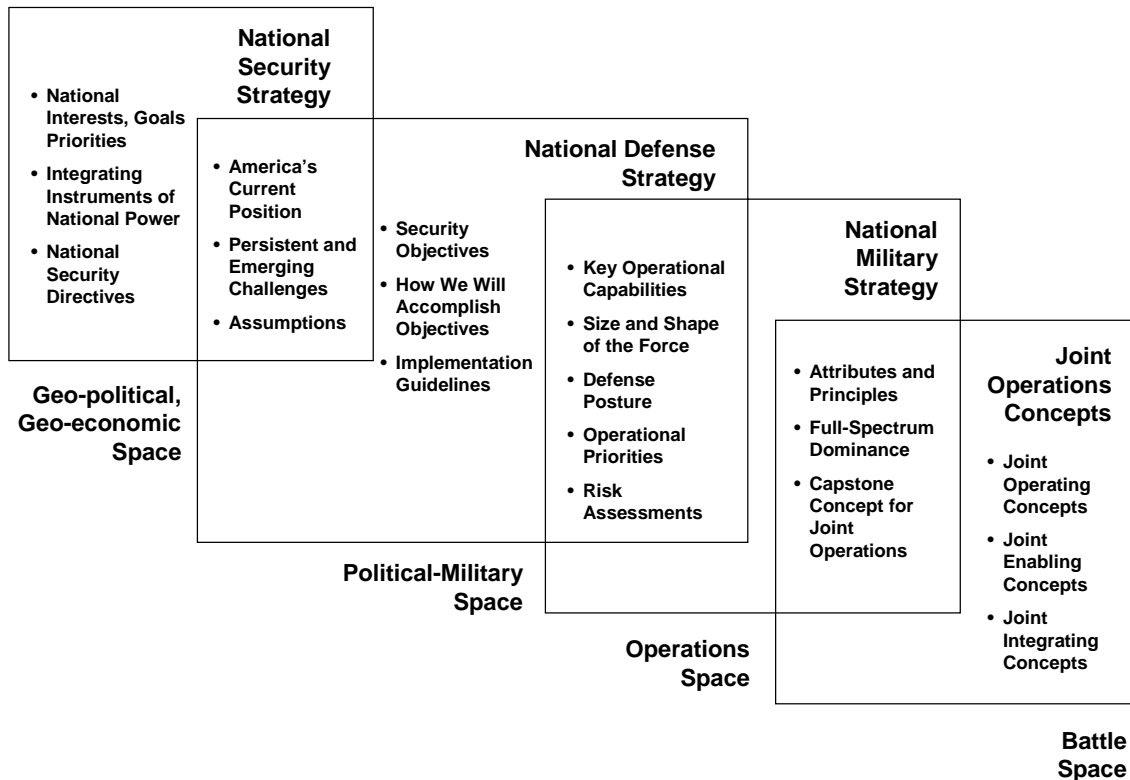 National
Security
Strategy
• National
Interests, Goals
Priorities
• Integrating
Instruments of
National Power
• National
Security
Directives
Geo-political,
Geo-economic
Space
National Defense
Strategy
• America’s
Current
Position
• Persistent and
Emerging
Challenges
• Assumptions
• Security
Objectives
• How We Will
Accomplish
Objectives
• Implementation
Guidelines
Political-Military
Space
National
Military
Strategy
• Key Operational
Capabilities
• Size and Shape
of the Force
• Defense
Posture
• Operational
Priorities
• Risk
Assessments
Operations
Space
Joint
Operations
Concepts
• Attributes and
Principles
• Full-Spectrum
Dominance
• Capstone
Concept for
Joint
Operations
• Joint
Operating
Concepts
• Joint
Enabling
Concepts
• Joint
Integrating
Concepts
Battle
Space